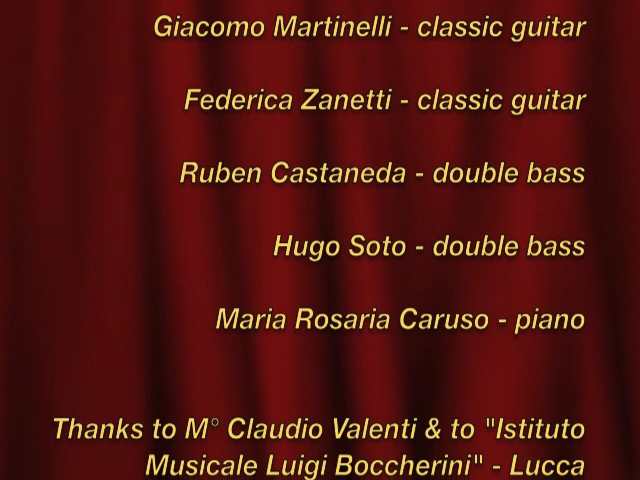 Giacomo Martinelli - classic guitar
Federica Zanetti - classic guitar
Ruben Castaneda - double bass
Hugo Soto - double bass
Maria Rosaria Caruso - piano
Thanks to M° Claudio Valenti & to "Istituto
Musicale Luigi Boccherini" - Lucca